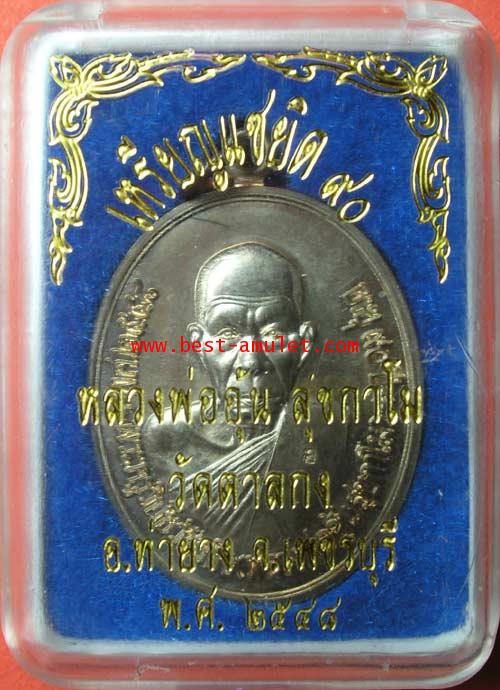 เหรียญแซยิด ๙๐
www.best-amulet.com
หลวงพ่ออุ้น สุขกาโม
วัดตาลกง
อ.ท่ายาง จ.เพชรบุรี
พ.ศ. ๒๕๔๘